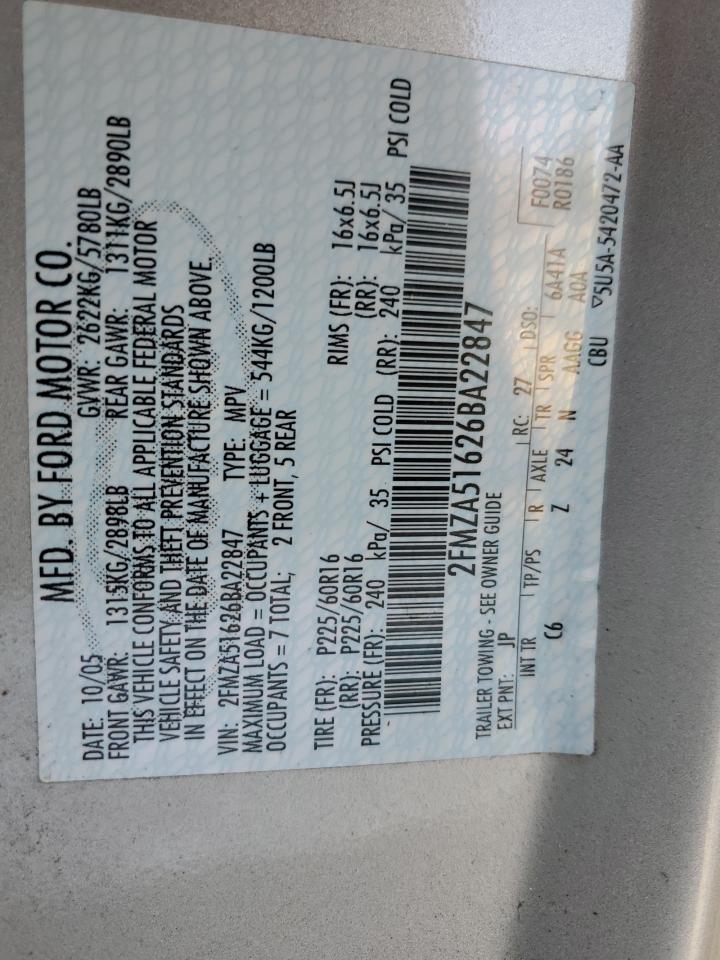 MFD. BY FORD MOTOR CO.
DATE: 10/05 GVWR: 2622KG/5780LB
FRONT GAWR: 1315KG/2898LB REAR GAWR: 1311KG/2890LB
THIS VEHICLE CONFORMS TO ALL APPLICABLE FEDERAL MOTOR
VEHICLE SAFETY AND THEFT PREVENTION STANDARDS
IN EFFECT ON THE DATE OF MANUFACTURE SHOWN ABOVE.
VIN: 2FMZA51626BA22847 TYPE: MPV
MAXIMUM LOAD = OCCUPANTS + LUGGAGE = 544KG/1200LB
OCCUPANTS = 7 TOTAL; 2 FRONT, 5 REAR
TIRE (FR): P225/60R16 RIMS (FR): 16x6.5J
(RR): P225/60R16 (RR): 16x6.5J
PRESSURE (FR): 240 kPa/ 35 PSI COLD (RR): 240 kPa/ 35 PSI COLD
2FMZA51626BA22847
TRAILER TOWING - SEE OWNER GUIDE
EXT PNT: JP RC: 27 DSO: F0074
INT TR TP/PS R AXLE TR SPR 6A41A R0186
C6 Z 24 N AAGG AOA
CBU ▽5U5A-5420472-AA